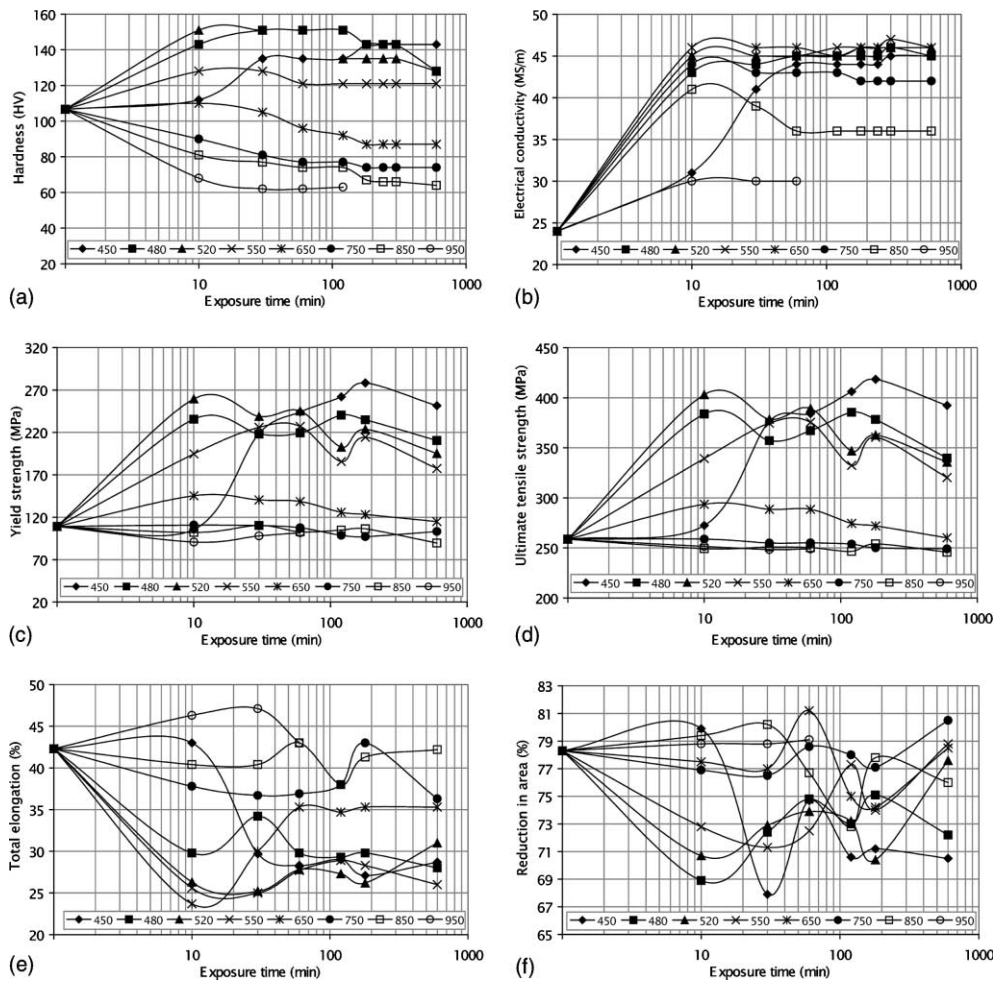 160
140
120
100
80
60
40
20
Hardness (HV)
450 480 520 550 650 750 850 950
10 100 1000
(a) Exposure time (min)
50
45
40
35
30
25
20
Electrical conductivity (MS/m)
450 480 520 550 650 750 850 950
10 100 1000
(b) Exposure time (min)
320
270
220
170
120
70
20
Yield strength (MPa)
450 480 520 550 650 750 850 950
10 100 1000
(c) Exposure time (min)
450
400
350
300
250
200
Ultimate tensile strength (MPa)
450 480 520 550 650 750 850 950
10 100 1000
(d) Exposure time (min)
50
45
40
35
30
25
20
Total elongation (%)
450 480 520 550 650 750 850 950
10 100 1000
(e) Exposure time (min)
83
81
79
77
75
73
71
69
67
65
Reduction in area (%)
450 480 520 550 650 750 850 950
10 100 1000
(f) Exposure time (min)